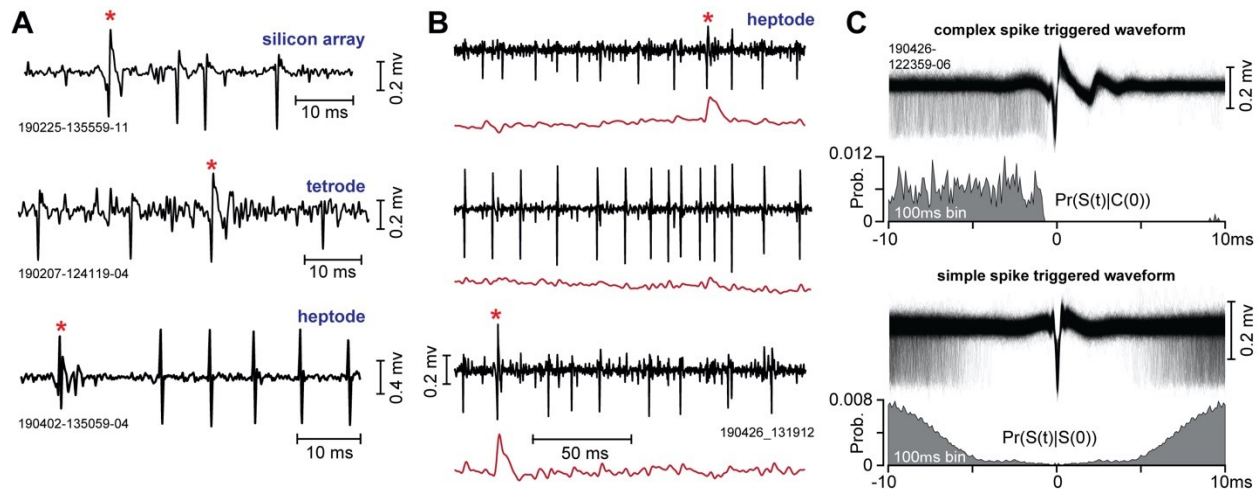 A
*
silicon array
0.2 mv
10 ms
190225-135559-11
*
tetrode
0.2 mv
10 ms
190207-124119-04
*
heptode
0.4 mv
190402-135059-04
10 ms
B
*
heptode
*
0.2 mv
190426_131912
50 ms
C
complex spike triggered waveform
190426-
122359-06
0.2 mv
0.012
Prob.
Pr(S(t)|C(0))
100ms bin
0
-10 0 10ms
simple spike triggered waveform
0.2 mv
0.008
Prob.
Pr(S(t)|S(0))
100ms bin
0
-10 0 10ms